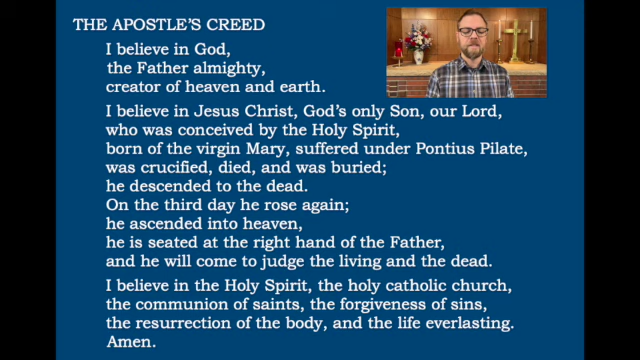 THE APOSTLE'S CREED
I believe in God,
the Father almighty,
creator of heaven and earth.
I believe in Jesus Christ, God's only Son, our Lord,
who was conceived by the Holy Spirit,
born of the virgin Mary, suffered under Pontius Pilate,
was crucified, died, and was buried;
he descended to the dead.
On the third day he rose again;
he ascended into heaven,
he is seated at the right hand of the Father,
and he will come to judge the living and the dead.
I believe in the Holy Spirit, the holy catholic church,
the communion of saints, the forgiveness of sins,
the resurrection of the body, and the life everlasting.
Amen.